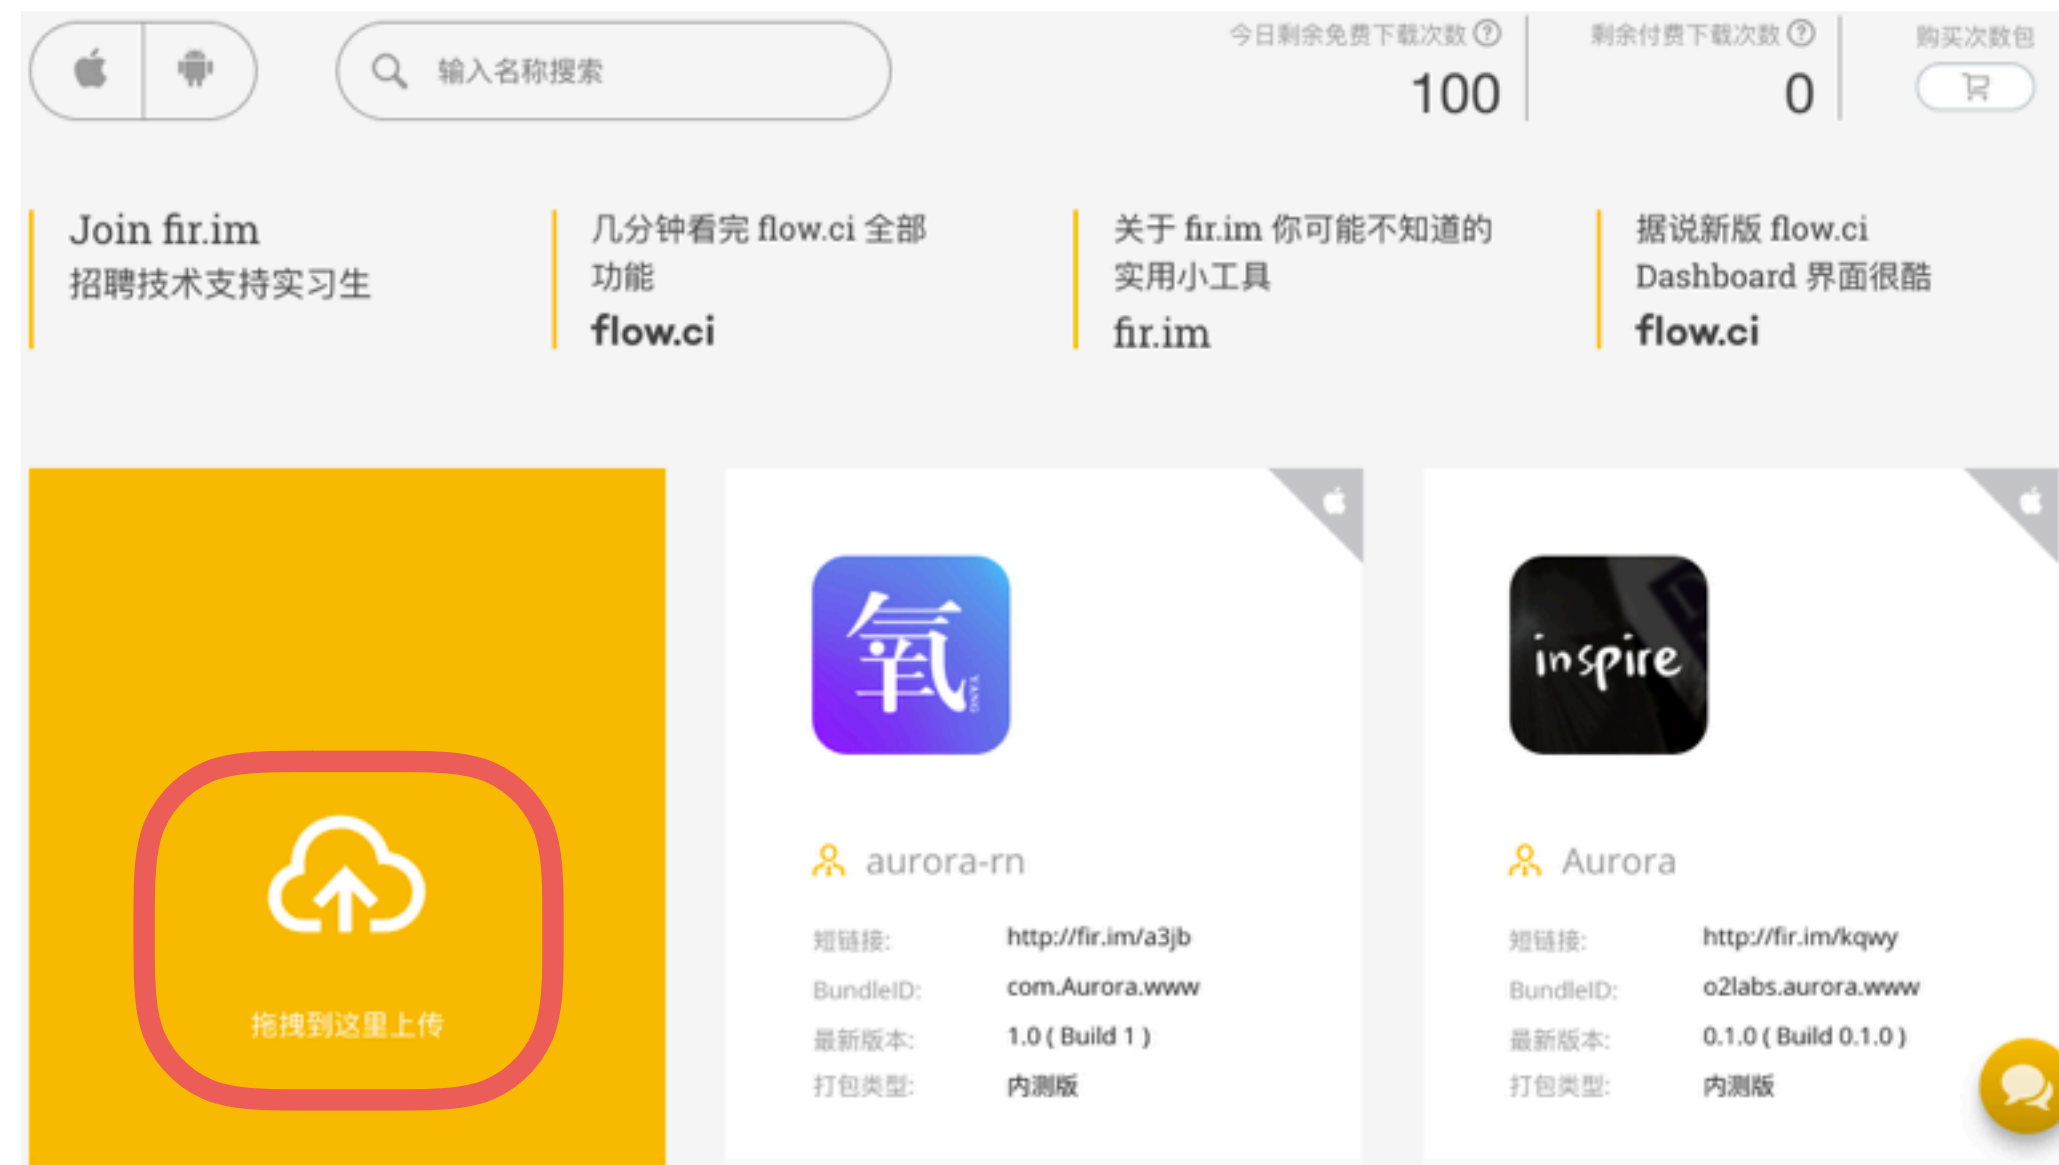 今日剩余免费下载次数
剩余付费下载次数
购买次数包
输入名称搜索
100
0
Join fir.im
招聘技术支持实习生
几分钟看完 flow.ci 全部
功能
flow.ci
关于 fir.im 你可能不知道的
实用小工具
fir.im
据说新版 flow.ci
Dashboard 界面很酷
flow.ci
拖拽到这里上传
氧
YANG
aurora-rn
短链接: http://fir.im/a3jb
BundleID: com.Aurora.www
最新版本: 1.0 ( Build 1 )
打包类型: 内测版
inspire
Aurora
短链接: http://fir.im/kqwy
BundleID: o2labs.aurora.www
最新版本: 0.1.0 ( Build 0.1.0 )
打包类型: 内测版